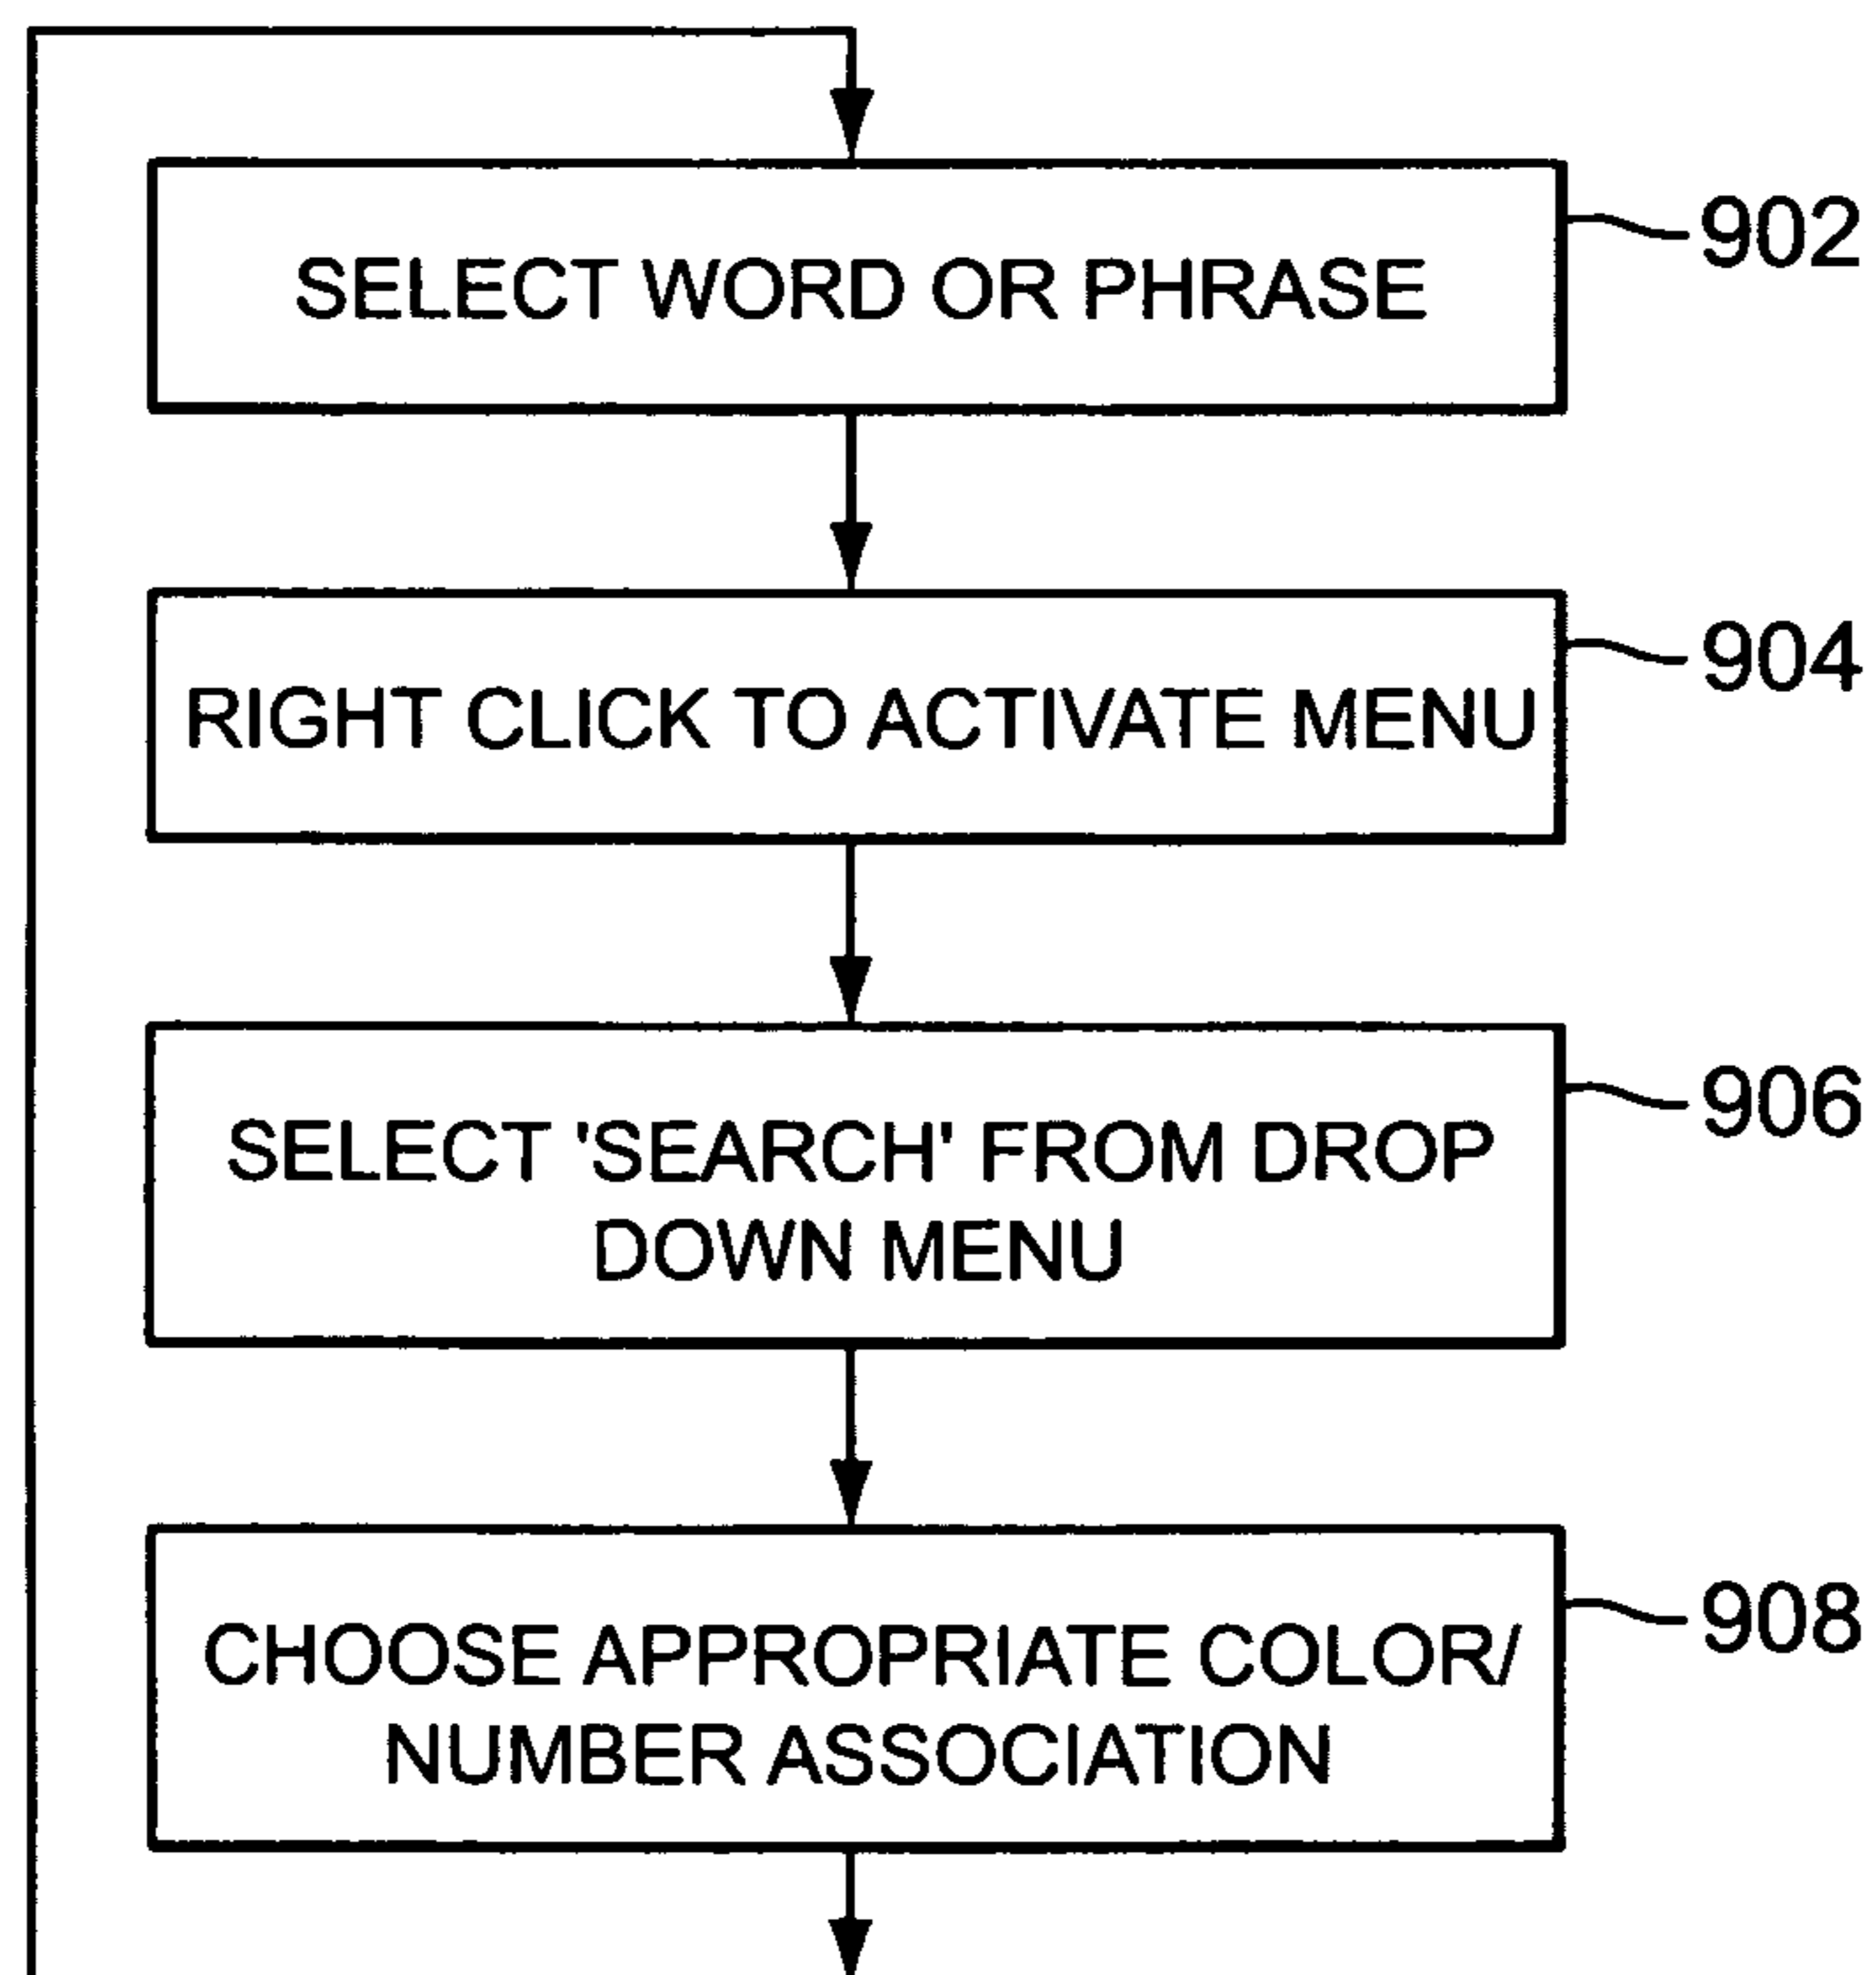 SELECT WORD OR PHRASE
902
RIGHT CLICK TO ACTIVATE MENU
904
SELECT 'SEARCH' FROM DROP
DOWN MENU
906
CHOOSE APPROPRIATE COLOR/
NUMBER ASSOCIATION
908